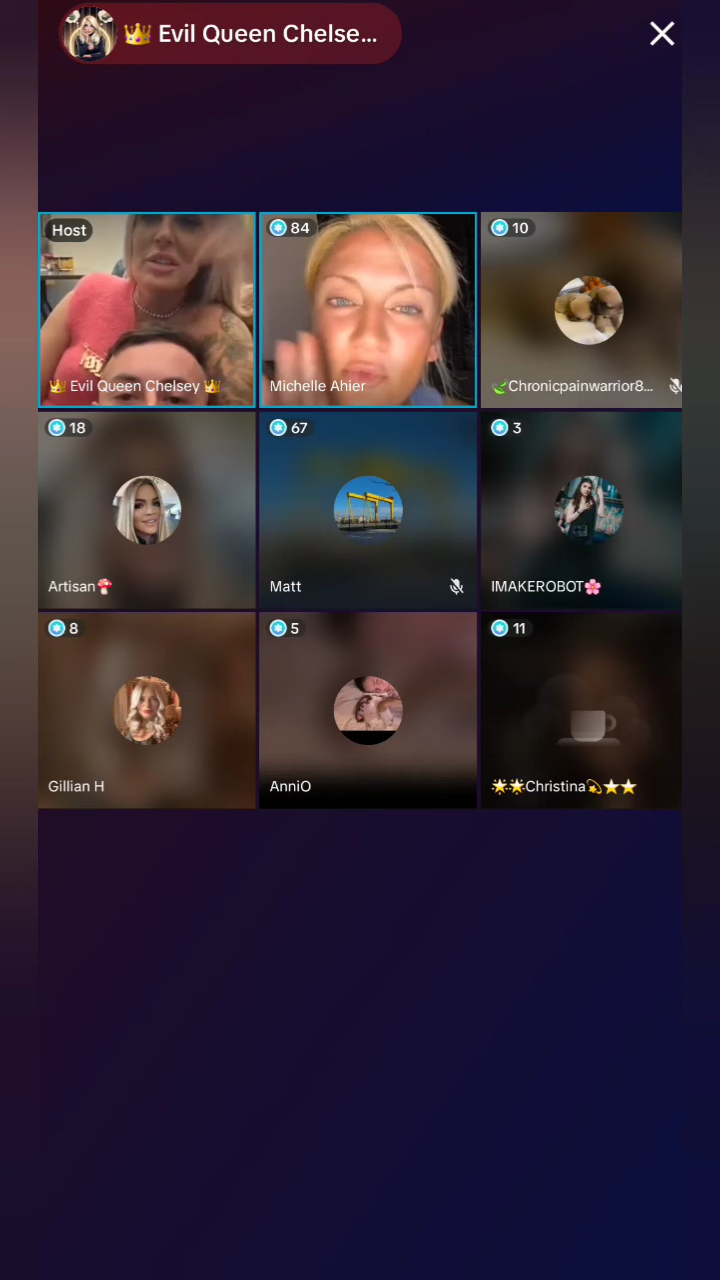 👑 Evil Queen Chelse...
Host
84
10
👑 Evil Queen Chelsey 👑
Michelle Ahier
🌿Chronicpainwarrior8...
18
67
3
Artisan🍄
Matt
IMAKEROBOT🌸
8
5
11
Gillian H
AnniO
🌟🌟Christina💫⭐⭐